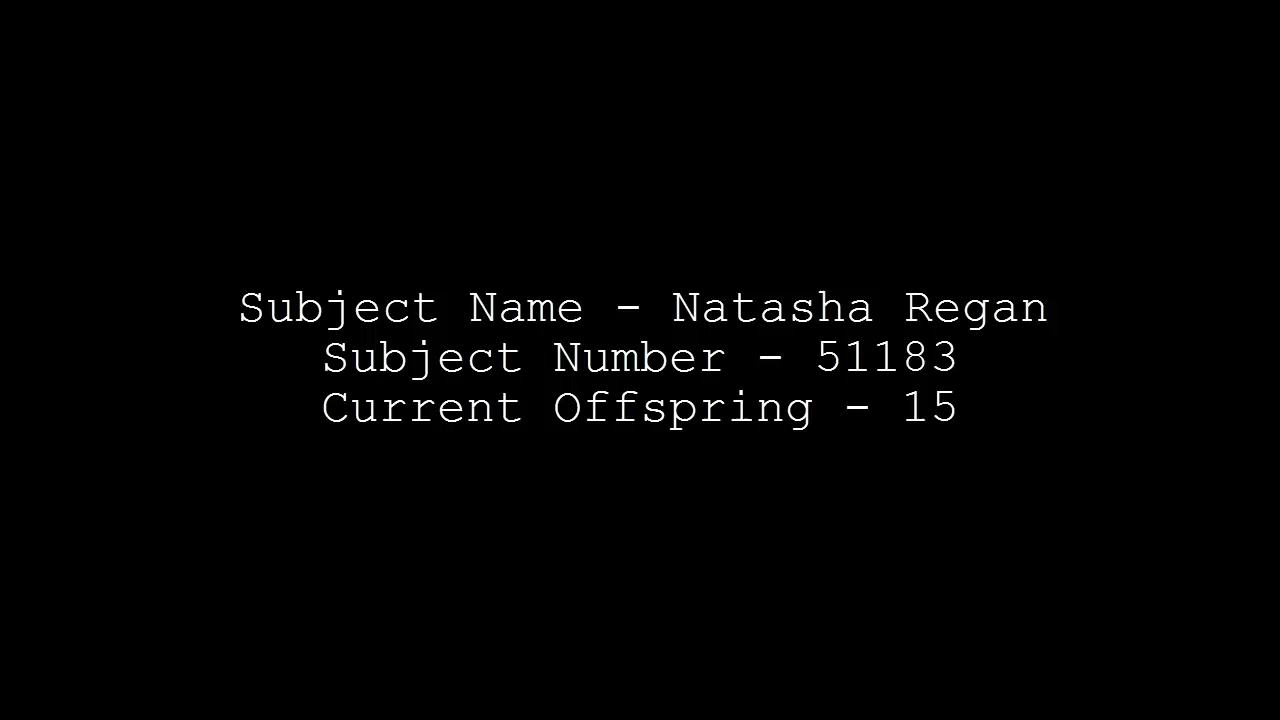 Subject Name - Natasha Regan
Subject Number - 51183
Current Offspring - 15